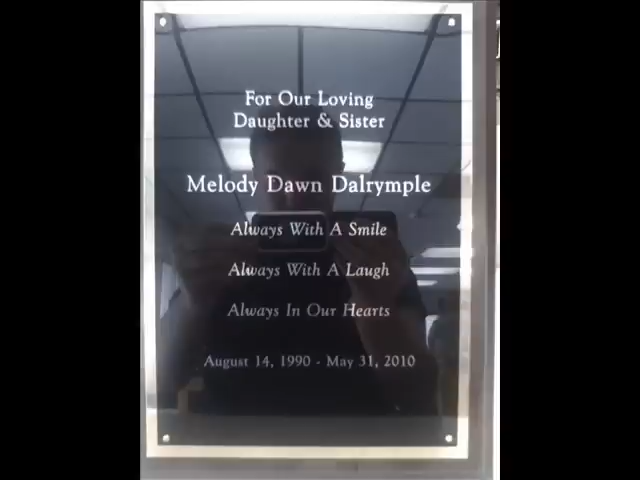 For Our Loving
Daughter & Sister
Melody Dawn Dalrymple
Always With A Smile
Always With A Laugh
Always In Our Hearts
August 14, 1990 - May 31, 2010